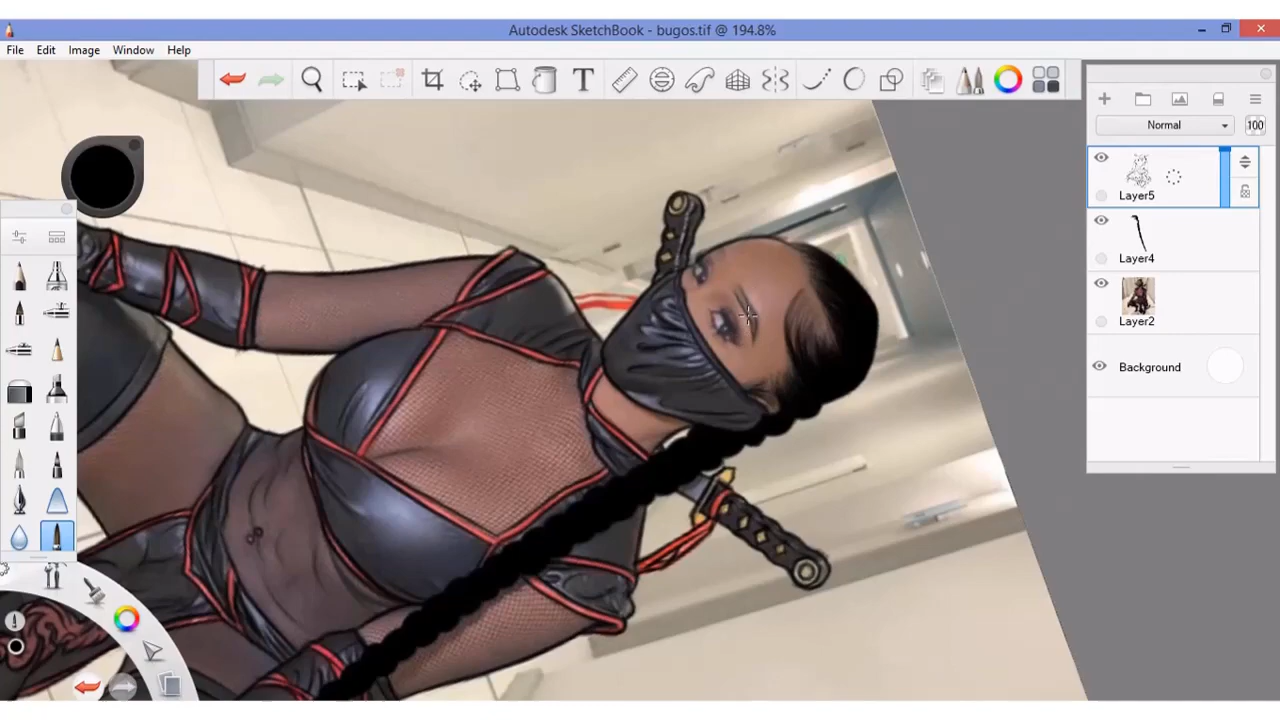 Autodesk SketchBook - bugos.tif @ 194.8%
File Edit Image Window Help
T
Normal 100
Layer5
Layer4
Layer2
Background